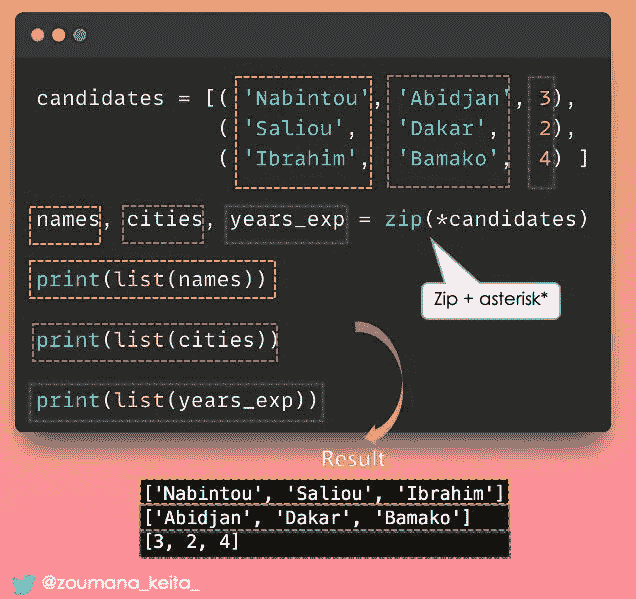 candidates = [( 'Nabintou', 'Abidjan', 3),
( 'Saliou', 'Dakar', 2),
( 'Ibrahim', 'Bamako', 4) ]
names, cities, years_exp = zip(*candidates)
Zip + asterisk*
print(list(names))
print(list(cities))
print(list(years_exp))
Result
['Nabintou', 'Saliou', 'Ibrahim']
['Abidjan', 'Dakar', 'Bamako']
[3, 2, 4]
@zoumana_keita_